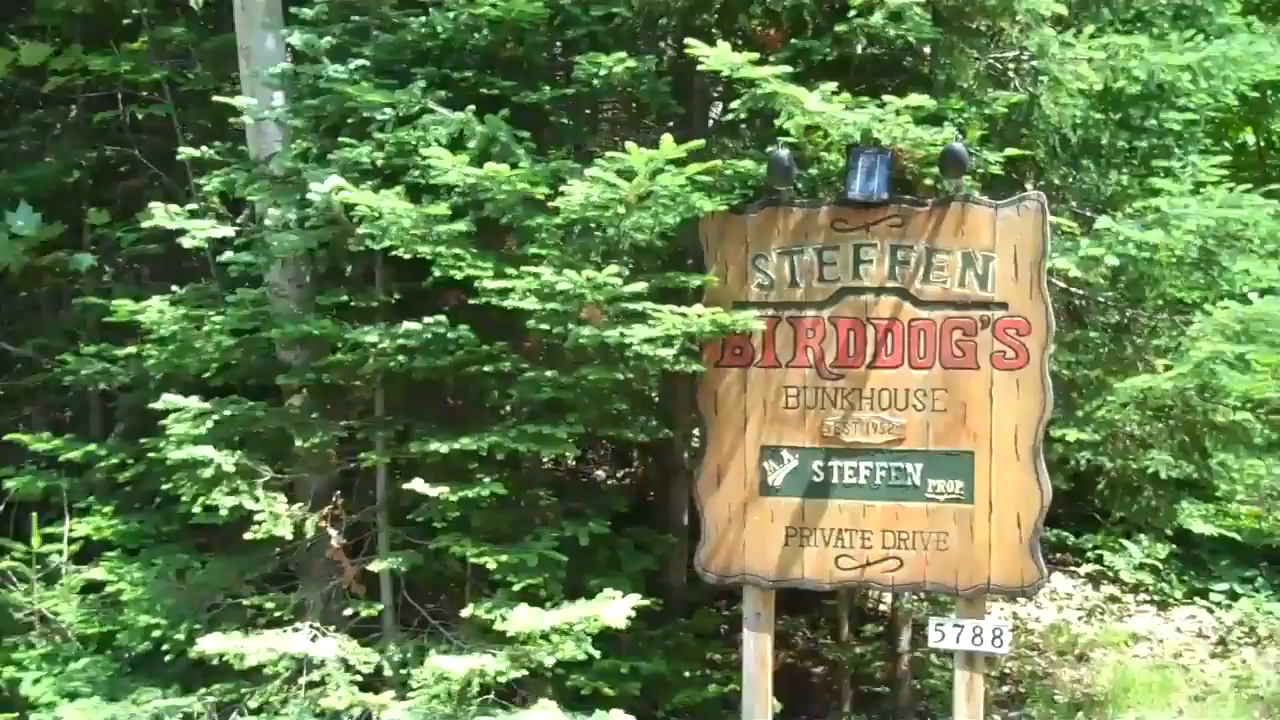 STEFFEN
BIRDDOG'S
BUNKHOUSE
EST 1952
M.A. STEFFEN PROP.
PRIVATE DRIVE
5788